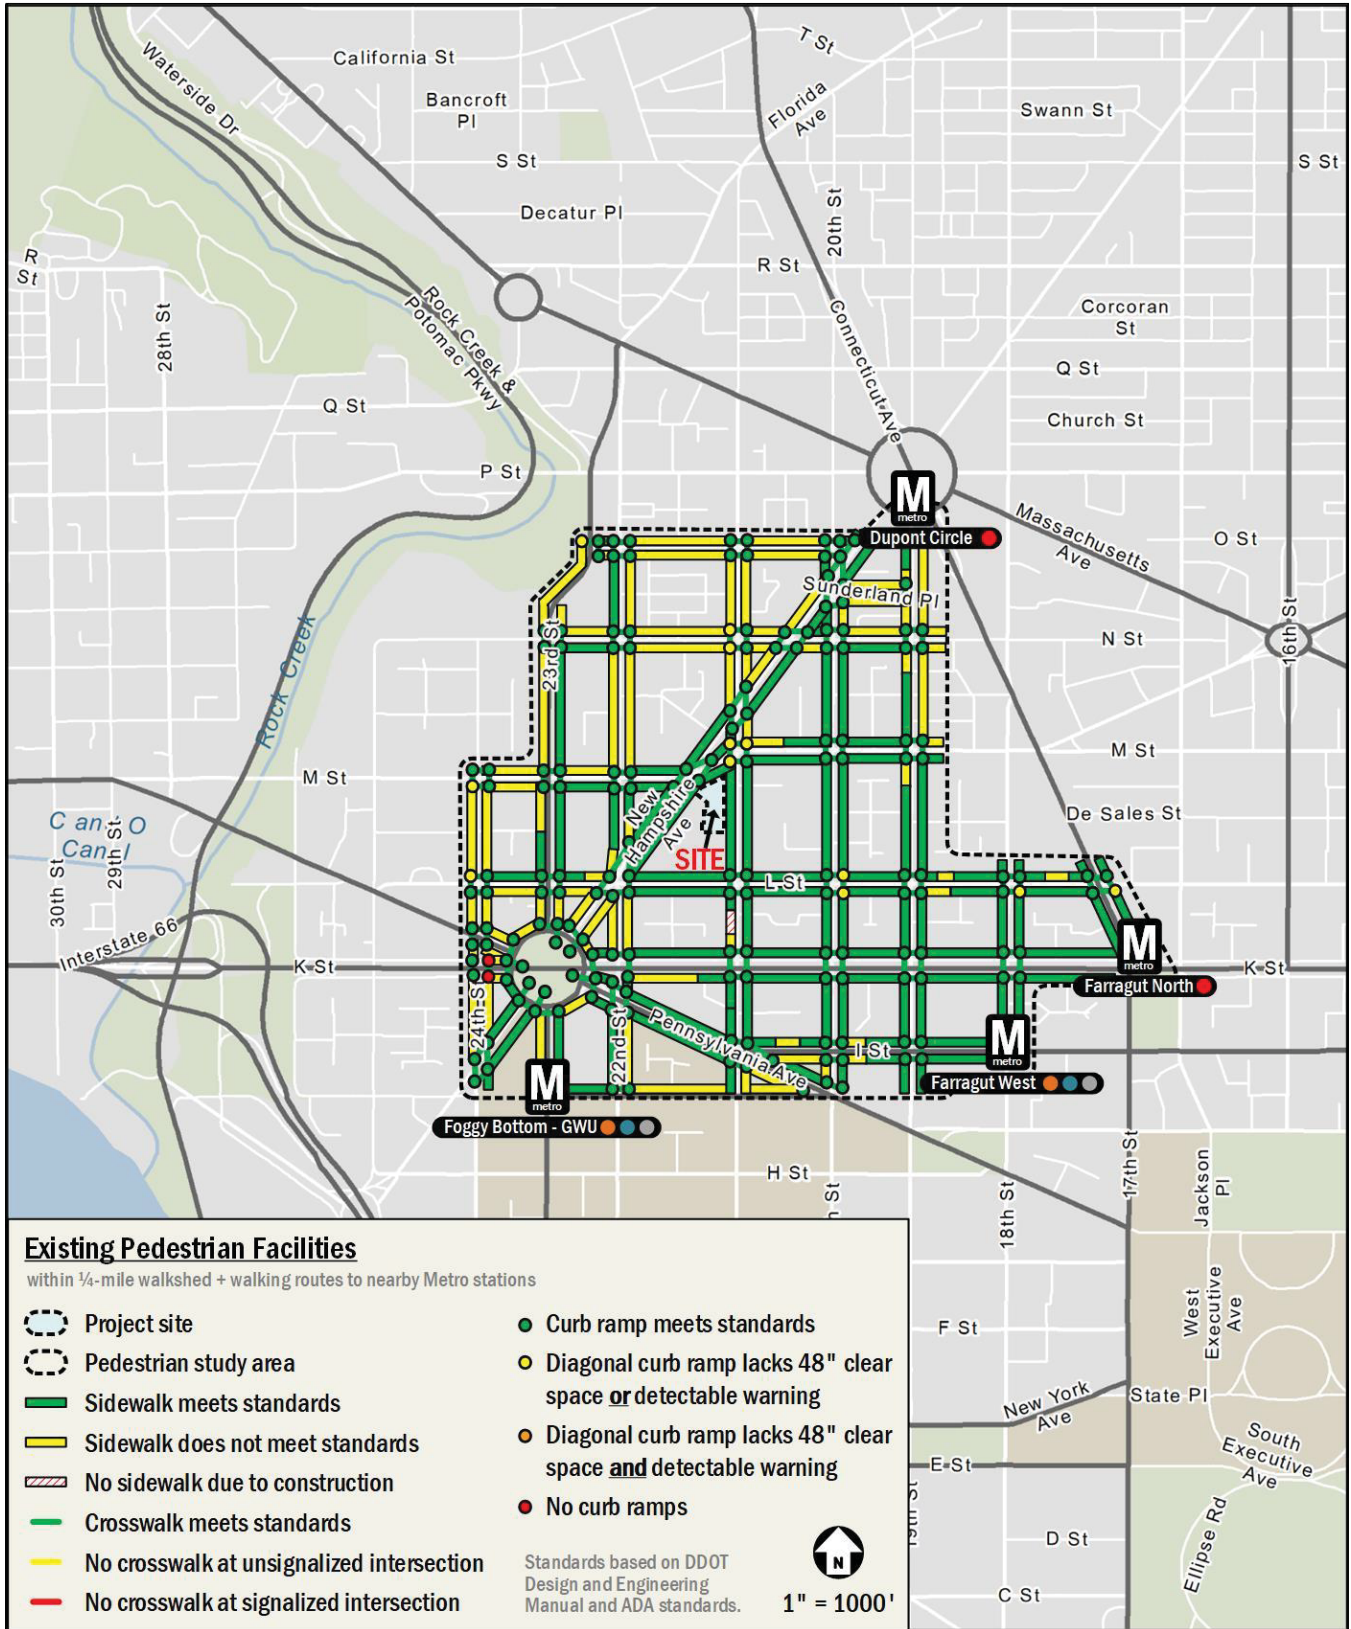 California St
T St
Waterside Dr
Bancroft
Pl
Florida
Ave
Swann St
S St
S St
Decatur Pl
20th St
R
St
R St
Rock Creek &
Potomac Pkwy
28th St
Connecticut Ave
Corcoran
St
Q St
Q St
Church St
P St
M
metro
Dupont Circle
Massachusetts
Ave
O St
Sunderland Pl
16th St
N St
23rd St
Rock Creek
M St
M St
New
Hampshire
Ave
De Sales St
C an O
Can l
29th St
30th St
SITE
L St
Interstate 66
K St
M
metro
K St
Farragut North
24th St
22nd St
Pennsylvania Ave
I St
M
metro
Farragut West
M
metro
Foggy Bottom - GWU
17th St
H St
18th St
Jackson
Pl
West
Executive
Ave
F St
New York
Ave
State Pl
South
Executive
Ave
E St
Ellipse Rd
D St
C St
Existing Pedestrian Facilities
within ¼-mile walkshed + walking routes to nearby Metro stations
Project site
Pedestrian study area
Sidewalk meets standards
Sidewalk does not meet standards
No sidewalk due to construction
Crosswalk meets standards
No crosswalk at unsignalized intersection
No crosswalk at signalized intersection
Curb ramp meets standards
Diagonal curb ramp lacks 48" clear
space or detectable warning
Diagonal curb ramp lacks 48" clear
space and detectable warning
No curb ramps
Standards based on DDOT
Design and Engineering
Manual and ADA standards.
N
1" = 1000'